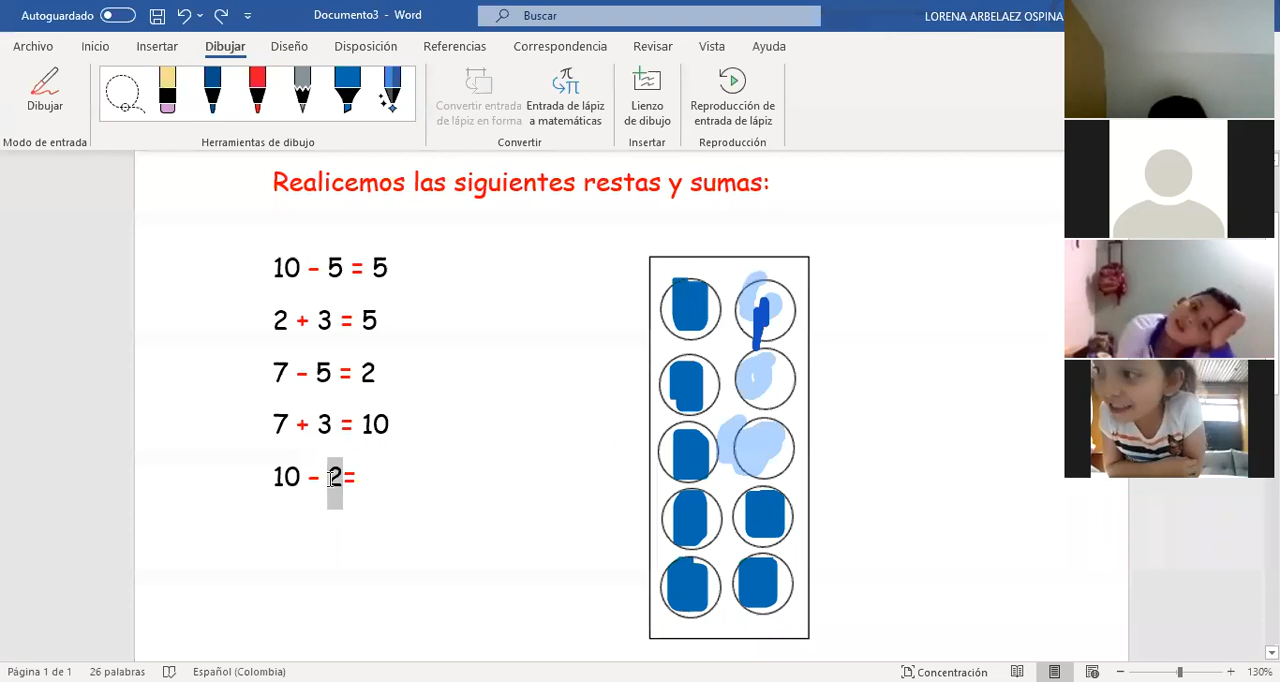 Autoguardado Documento3 - Word Buscar LORENA ARBELAEZ OSPINA
Archivo Inicio Insertar Dibujar Diseño Disposición Referencias Correspondencia Revisar Vista Ayuda
Dibujar
Convertir entrada
de lápiz en forma
Entrada de lápiz
a matemáticas
Lienzo
de dibujo
Reproducción de
entrada de lápiz
Modo de entrada Herramientas de dibujo Convertir Insertar Reproducción
Realicemos las siguientes restas y sumas:
10 - 5 = 5
2 + 3 = 5
7 - 5 = 2
7 + 3 = 10
10 - 2=
Página 1 de 1 26 palabras Español (Colombia) Concentración 130%